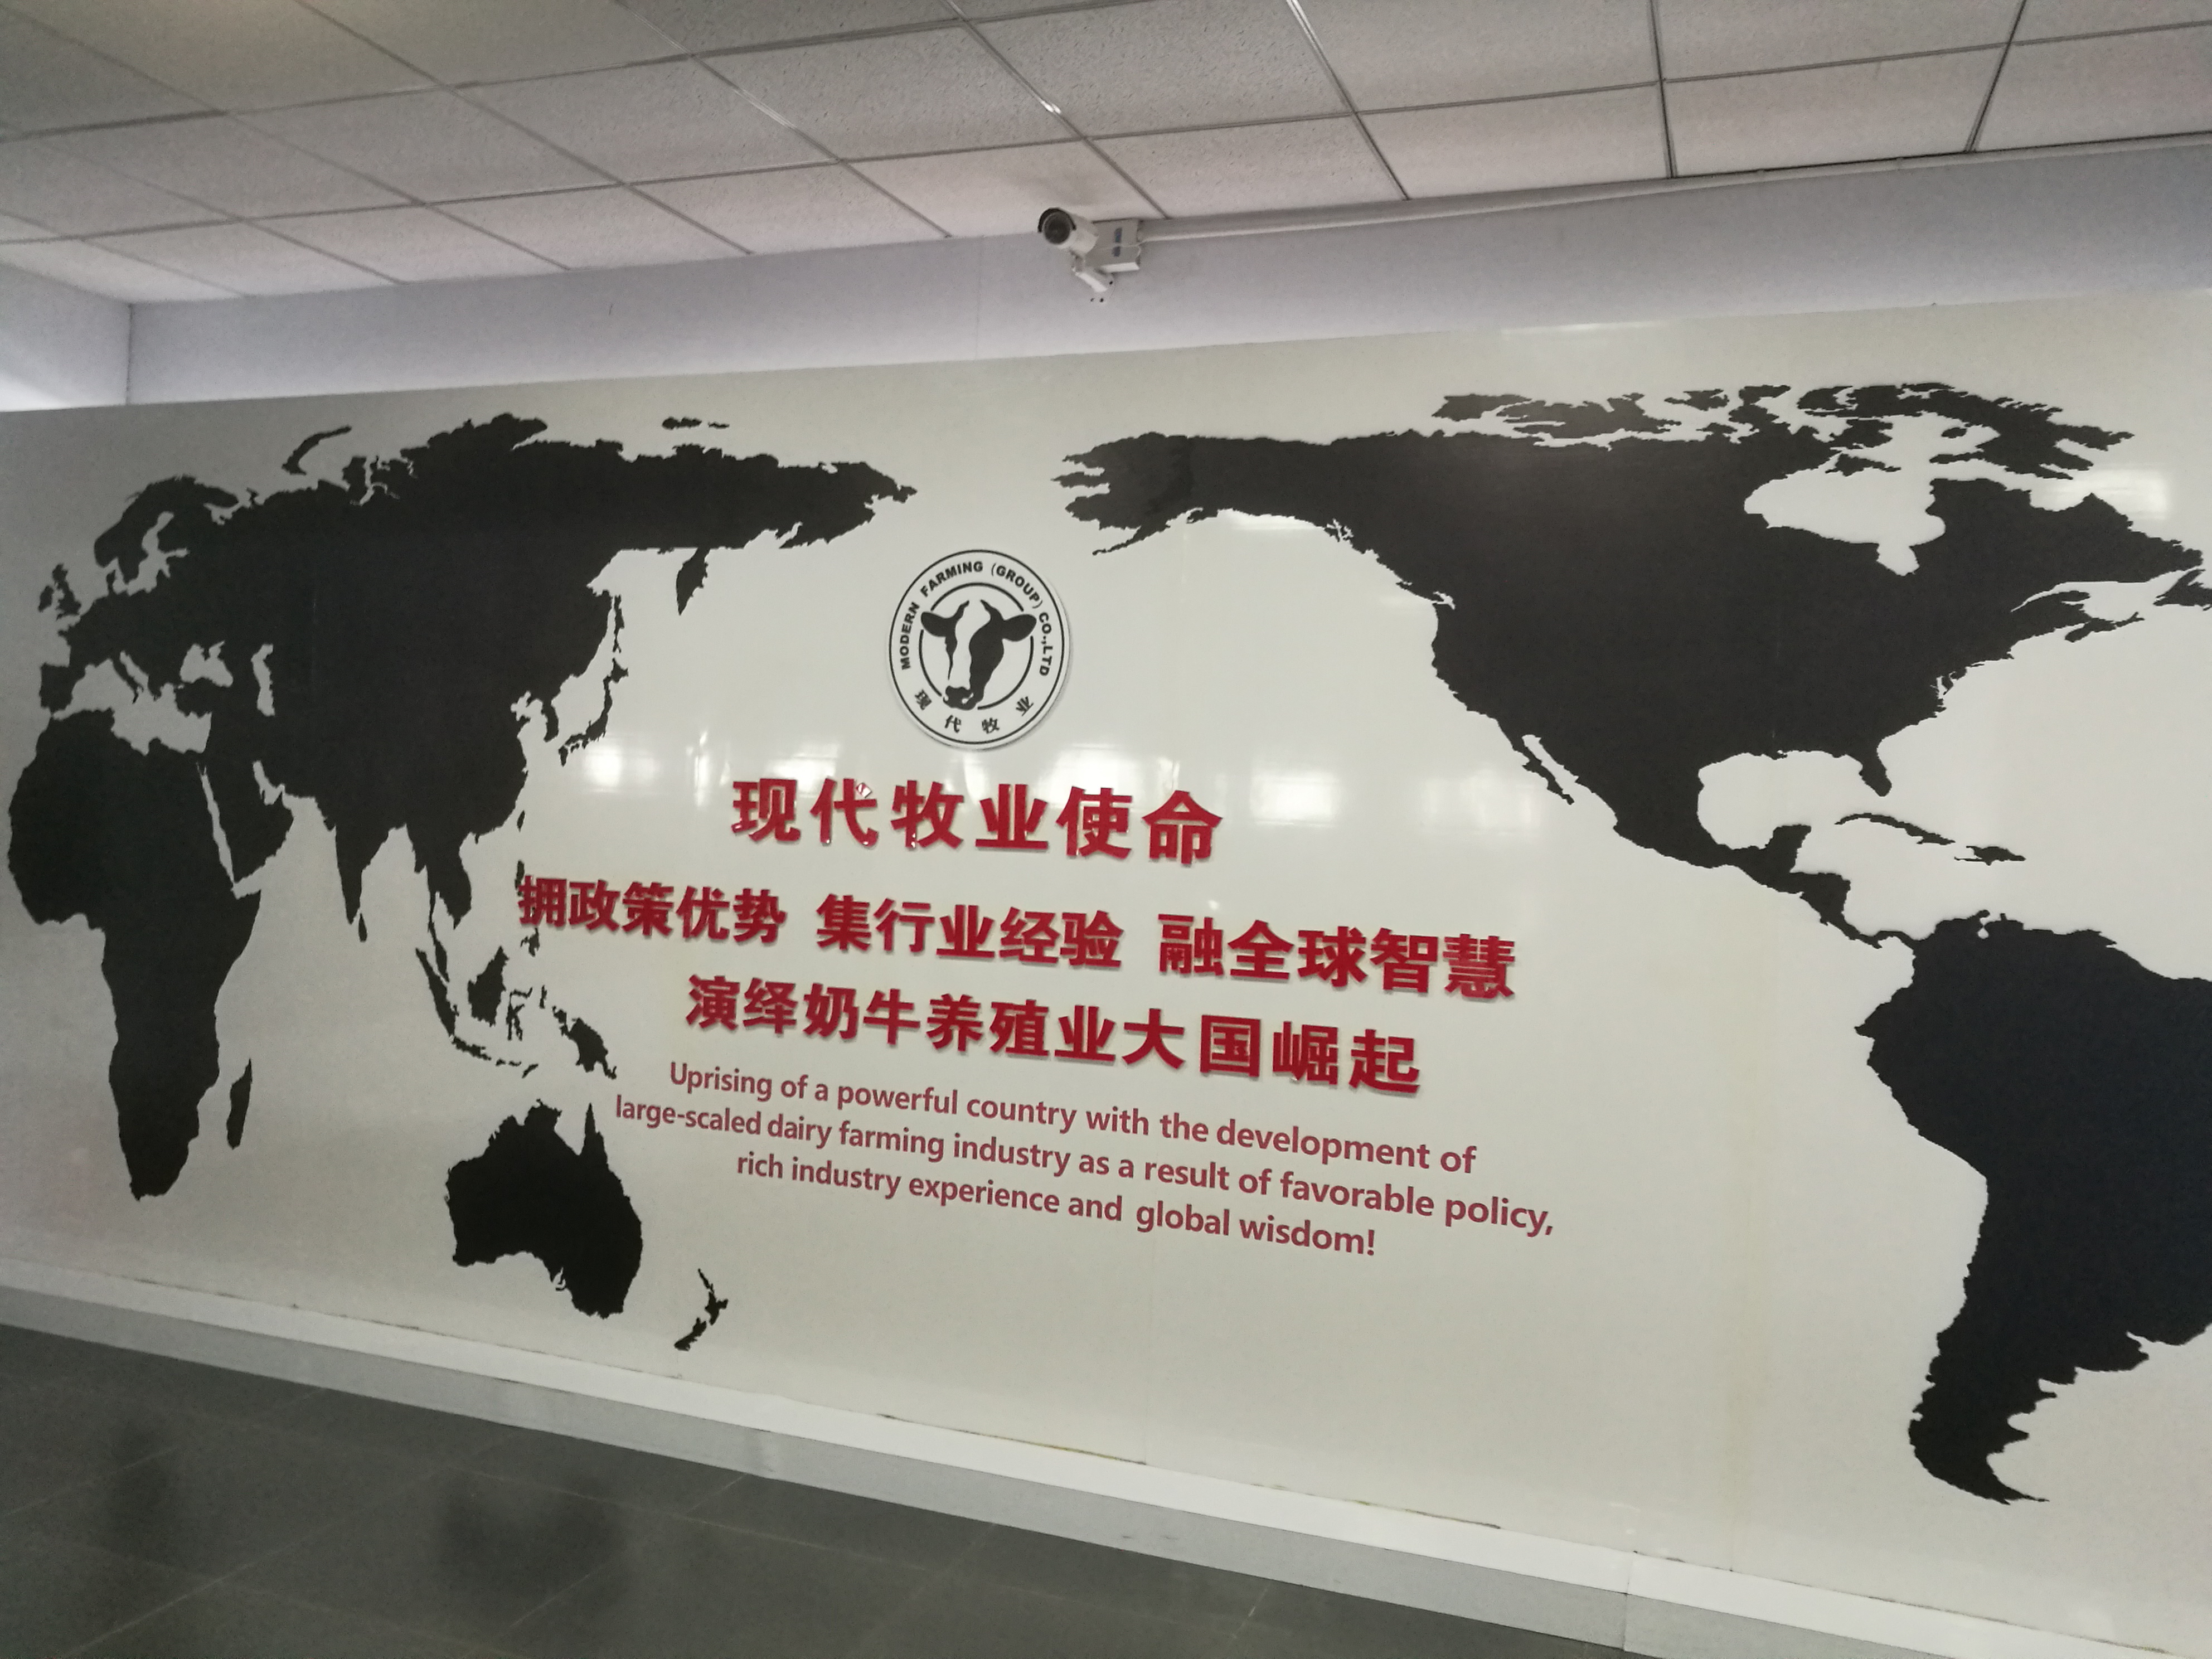 MODERN FARMING (GROUP) CO.,LTD
现代牧业
现代牧业使命
拥政策优势 集行业经验 融全球智慧
演绎奶牛养殖业大国崛起
Uprising of a powerful country with the development of
large-scaled dairy farming industry as a result of favorable policy,
rich industry experience and global wisdom!